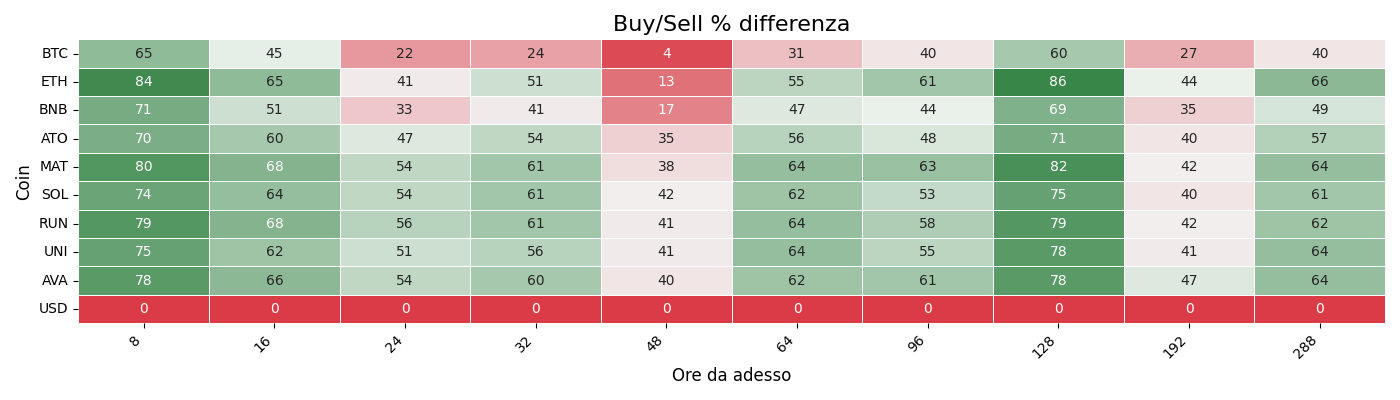 Buy/Sell % differenza
Coin
BTC 65 45 22 24 4 31 40 60 27 40
ETH 84 65 41 51 13 55 61 86 44 66
BNB 71 51 33 41 17 47 44 69 35 49
ATO 70 60 47 54 35 56 48 71 40 57
MAT 80 68 54 61 38 64 63 82 42 64
SOL 74 64 54 61 42 62 53 75 40 61
RUN 79 68 56 61 41 64 58 79 42 62
UNI 75 62 51 56 41 64 55 78 41 64
AVA 78 66 54 60 40 62 61 78 47 64
USD 0 0 0 0 0 0 0 0 0 0
8 16 24 32 48 64 96 128 192 288
Ore da adesso